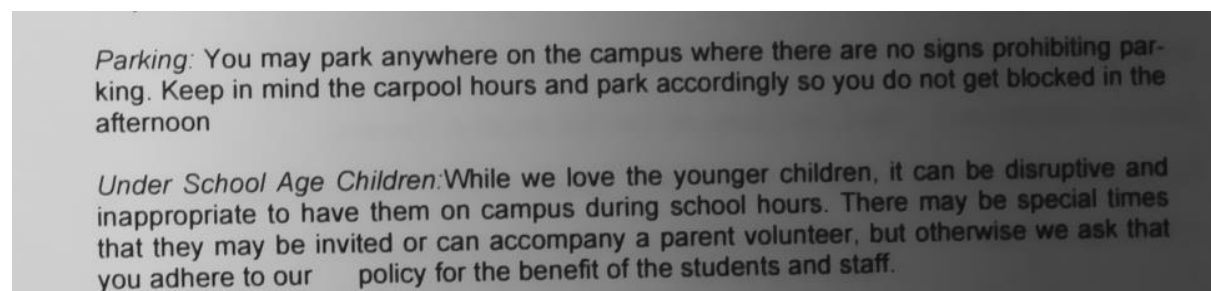 Parking: You may park anywhere on the campus where there are no signs prohibiting par-
king. Keep in mind the carpool hours and park accordingly so you do not get blocked in the
afternoon
Under School Age Children:While we love the younger children, it can be disruptive and
inappropriate to have them on campus during school hours. There may be special times
that they may be invited or can accompany a parent volunteer, but otherwise we ask that
you adhere to our policy for the benefit of the students and staff.